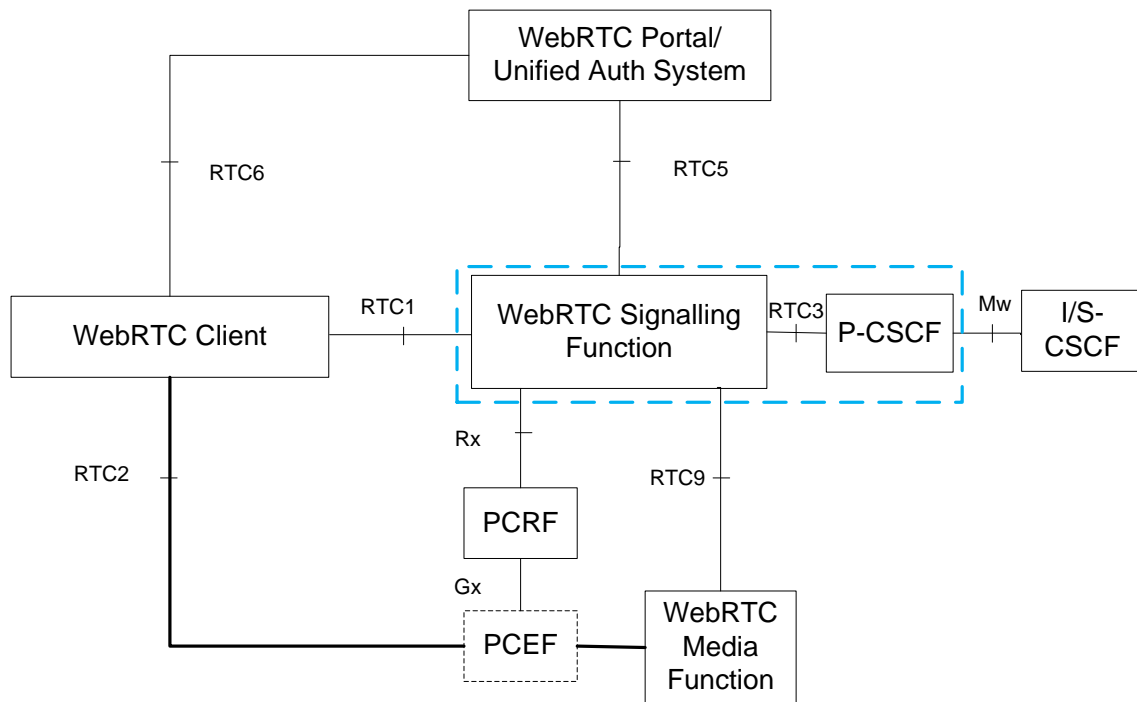 WebRTC Portal/
Unified Auth System
RTC6
RTC5
WebRTC Client
RTC1
WebRTC Signalling
Function
RTC3
P-CSCF
Mw
I/S-
CSCF
Rx
RTC2
RTC9
PCRF
Gx
PCEF
WebRTC
Media
Function